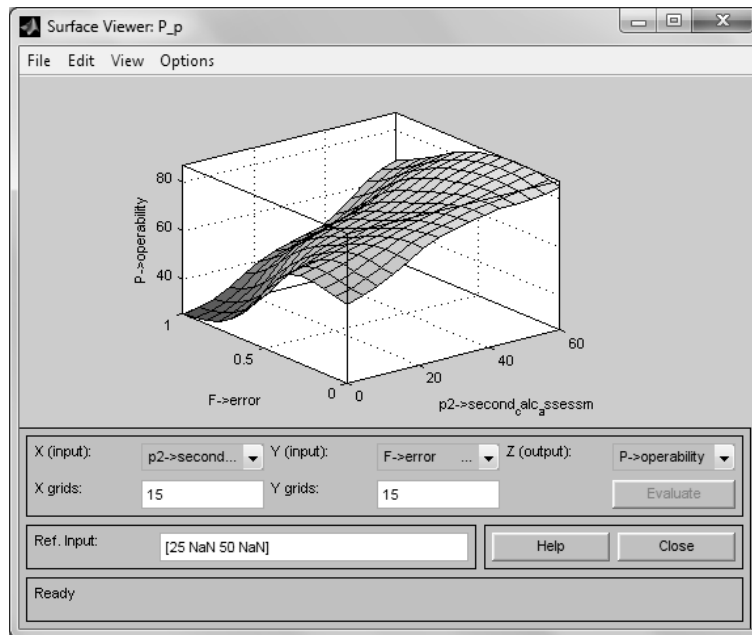 Surface Viewer: P_p
File Edit View Options
80
60
40
P->operability
1
0.5
0
F->error
0
20
40
60
p2->second_calc_assessm
X (input): p2->second... Y (input): F->error ... Z (output): P->operability
X grids: 15 Y grids: 15 Evaluate
Ref. Input: [25 NaN 50 NaN] Help Close
Ready